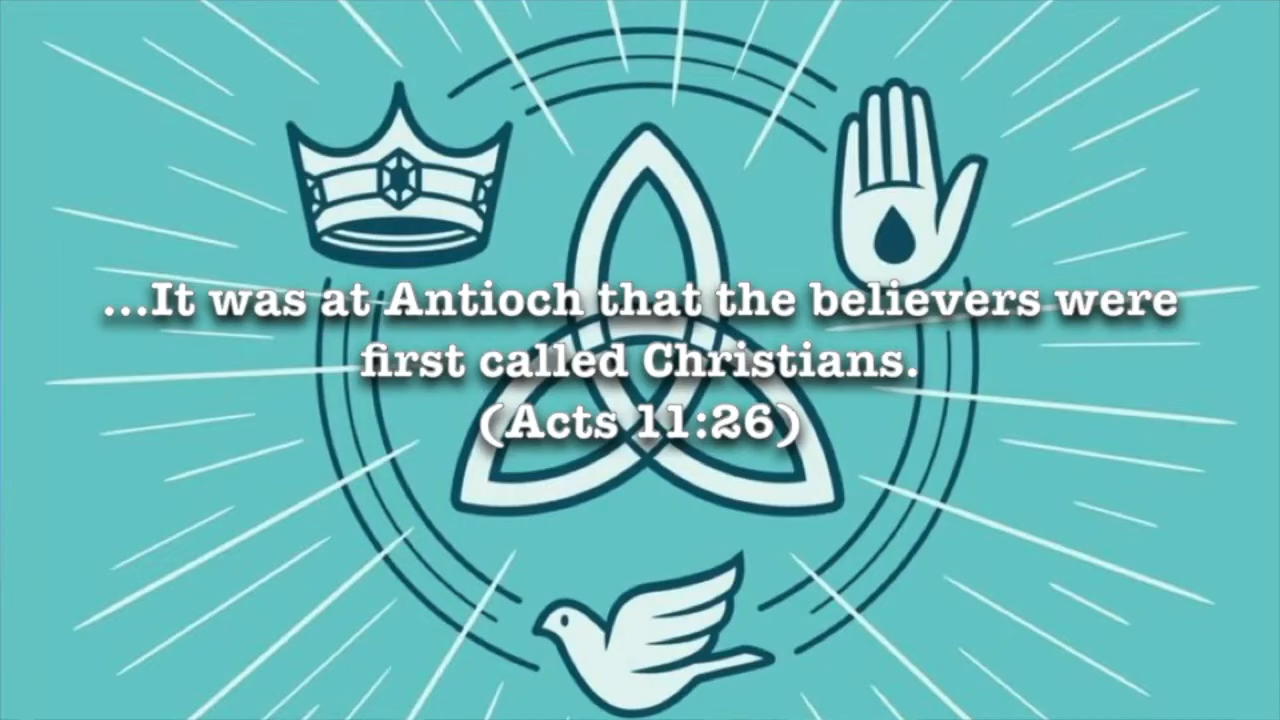 ...It was at Antioch that the believers were
first called Christians.
(Acts 11:26)